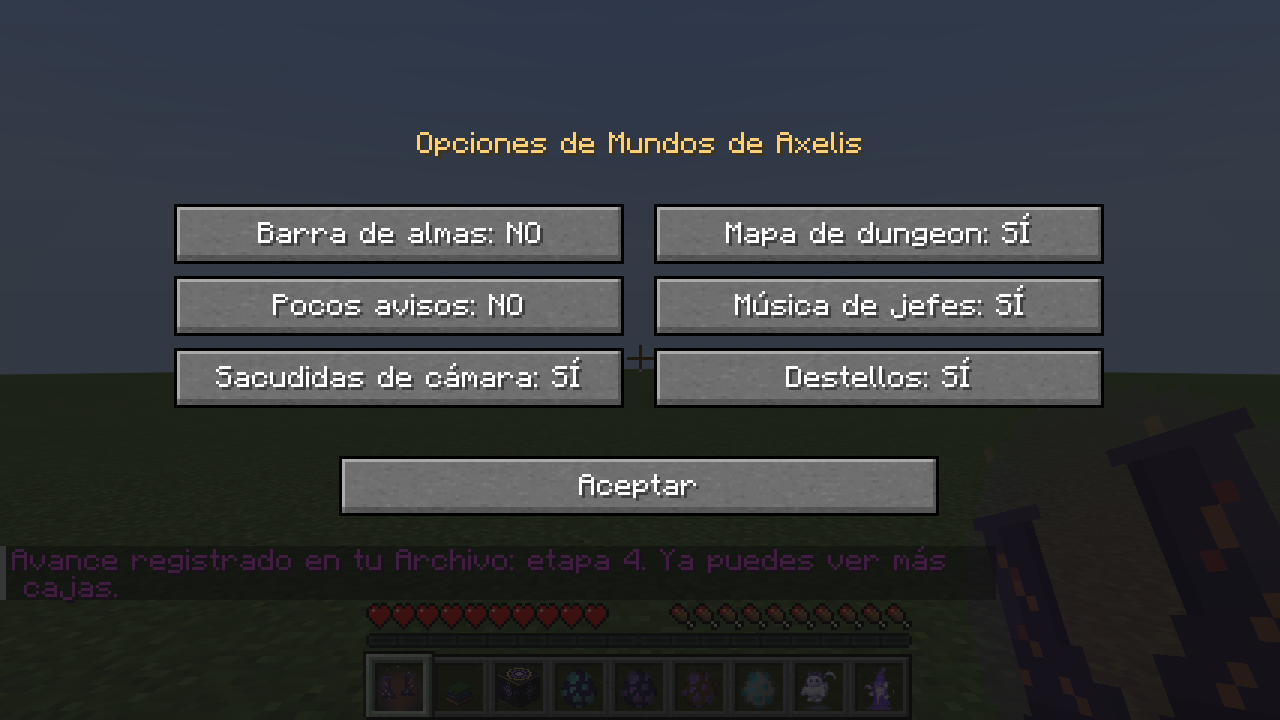 Opciones de Mundos de Axelis
Barra de almas: NO
Mapa de dungeon: SÍ
Pocos avisos: NO
Música de jefes: SÍ
Sacudidas de cámara: SÍ
Destellos: SÍ
Aceptar
Avance registrado en tu Archivo: etapa 4. Ya puedes ver más
cajas.